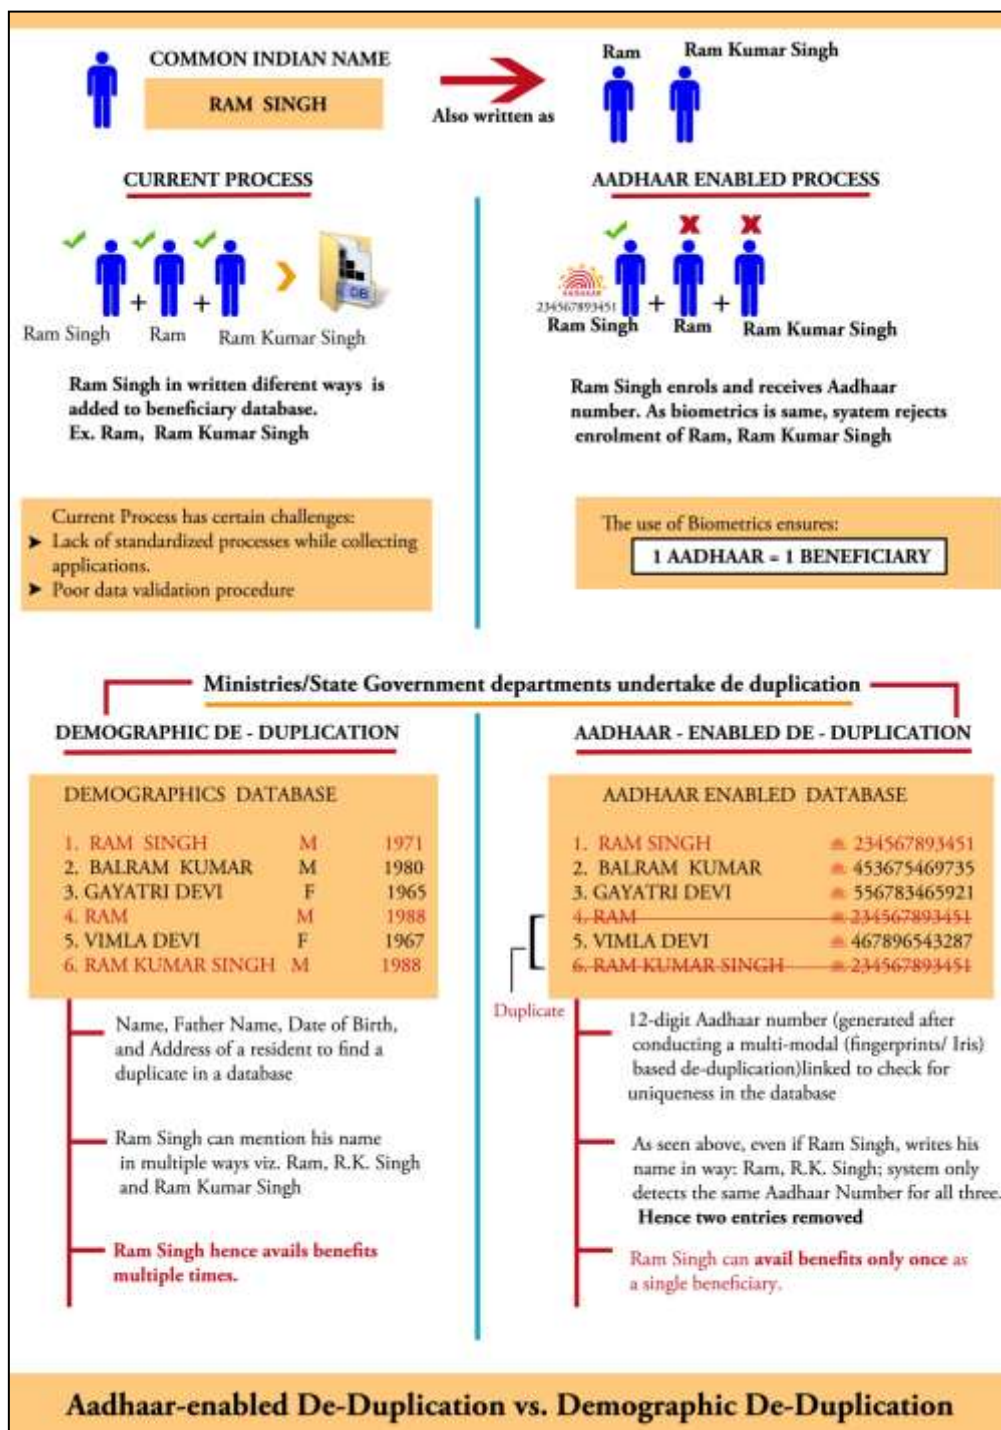 COMMON INDIAN NAME
RAM SINGH
Also written as
Ram
Ram Kumar Singh
CURRENT PROCESS
Ram Singh + Ram + Ram Kumar Singh
DB
Ram Singh in written diferent ways is
added to beneficiary database.
Ex. Ram, Ram Kumar Singh
Current Process has certain challenges:
➤ Lack of standardized processes while collecting
applications.
➤ Poor data validation procedure
AADHAAR ENABLED PROCESS
AADHAAR
234567893451
Ram Singh + Ram + Ram Kumar Singh
Ram Singh enrols and receives Aadhaar
number. As biometrics is same, syatem rejects
enrolment of Ram, Ram Kumar Singh
The use of Biometrics ensures:
1 AADHAAR = 1 BENEFICIARY
Ministries/State Government departments undertake de duplication
DEMOGRAPHIC DE - DUPLICATION
DEMOGRAPHICS DATABASE
1. RAM SINGH M 1971
2. BALRAM KUMAR M 1980
3. GAYATRI DEVI F 1965
4. RAM M 1988
5. VIMLA DEVI F 1967
6. RAM KUMAR SINGH M 1988
Name, Father Name, Date of Birth,
and Address of a resident to find a
duplicate in a database
Ram Singh can mention his name
in multiple ways viz. Ram, R.K. Singh
and Ram Kumar Singh
Ram Singh hence avails benefits
multiple times.
AADHAAR - ENABLED DE - DUPLICATION
AADHAAR ENABLED DATABASE
1. RAM SINGH 234567893451
2. BALRAM KUMAR 453675469735
3. GAYATRI DEVI 556783465921
4. RAM 234567893451
5. VIMLA DEVI 467896543287
6. RAM KUMAR SINGH 234567893451
Duplicate
12-digit Aadhaar number (generated after
conducting a multi-modal (fingerprints/ Iris)
based de-duplication)linked to check for
uniqueness in the database
As seen above, even if Ram Singh, writes his
name in way: Ram, R.K. Singh; system only
detects the same Aadhaar Number for all three.
Hence two entries removed
Ram Singh can avail benefits only once as
a single beneficiary.
Aadhaar-enabled De-Duplication vs. Demographic De-Duplication